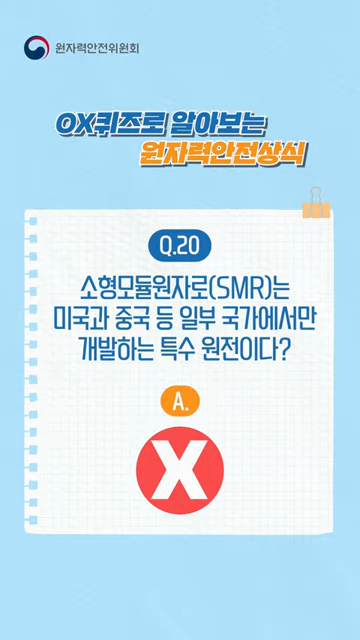 원자력안전위원회
OX퀴즈로 알아보는
원자력안전상식
Q.20
소형모듈원자로(SMR)는
미국과 중국 등 일부 국가에서만
개발하는 특수 원전이다?
A.
X